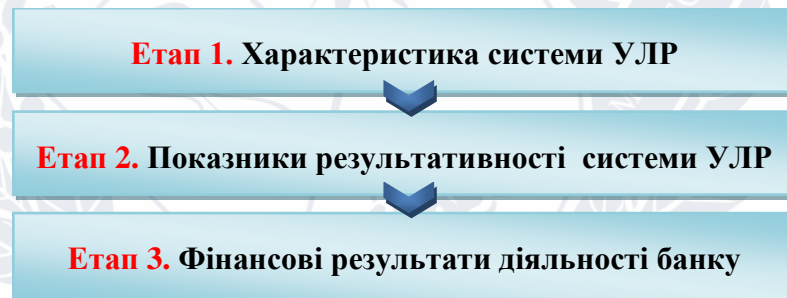 Етап 1. Характеристика системи УЛР
Етап 2. Показники результативності системи УЛР
Етап 3. Фінансові результати діяльності банку